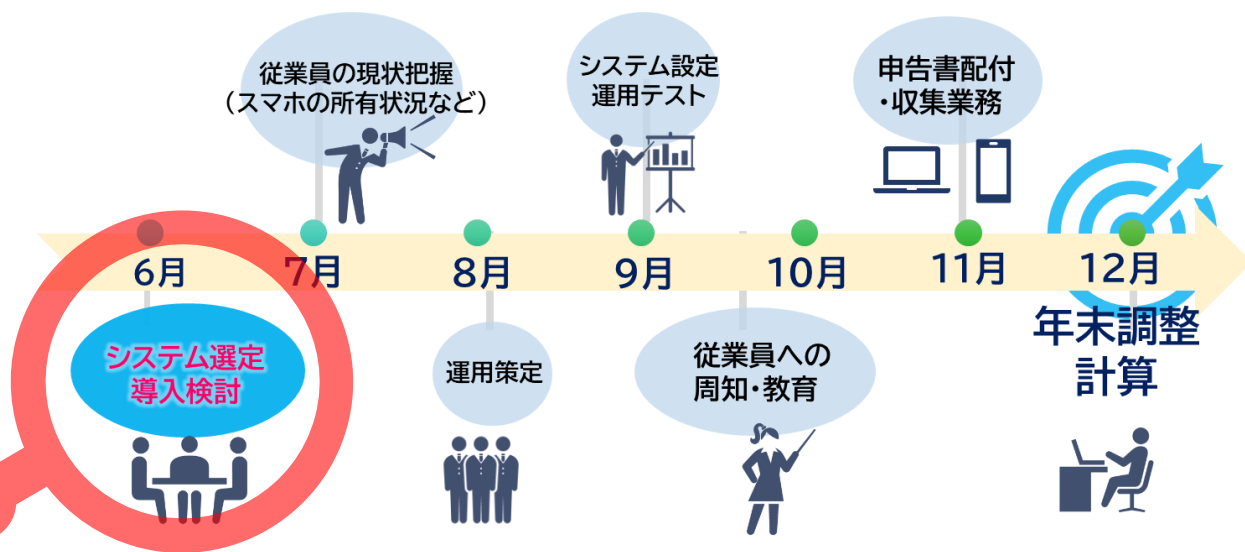 従業員の現状把握
(スマホの所有状況など)
システム設定
運用テスト
申告書配付
・収集業務
6月
7月
8月
9月
10月
11月
12月
システム選定
導入検討
運用策定
従業員への
周知・教育
年末調整
計算